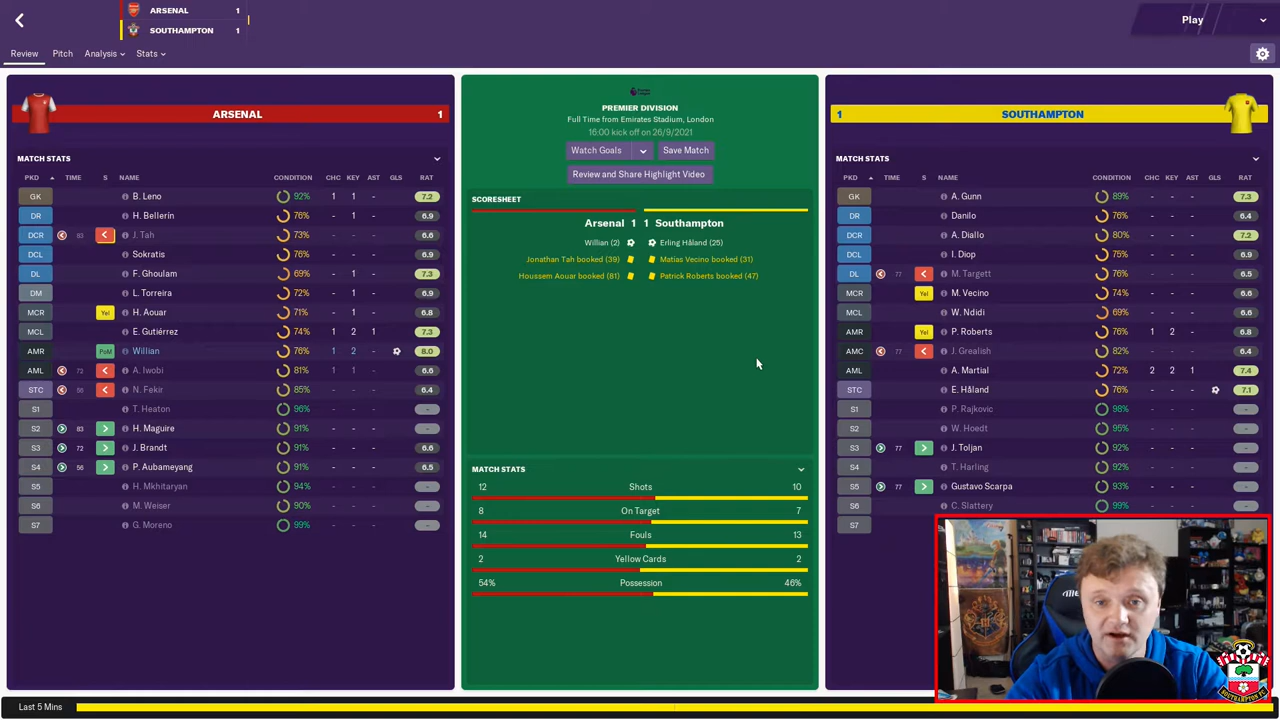 ARSENAL 1
SOUTHAMPTON 1
Play
Review Pitch Analysis Stats
ARSENAL 1
MATCH STATS
PKD TIME S NAME CONDITION CHC KEY AST GLS RAT
GK B. Leno 92% 1 1 - 7.2
DR H. Bellerín 76% - 1 - 6.9
DCR 83 J. Tah 73% - - - 6.6
DCL Sokratis 76% - - - 6.9
DL F. Ghoulam 69% - 1 - 7.3
DM L. Torreira 72% - 1 - 6.9
MCR Yel H. Aouar 71% - 1 - 6.8
MCL E. Gutiérrez 74% 1 2 1 7.3
AMR PoM Willian 76% 1 2 - 8.0
AML 72 A. Iwobi 81% 1 1 - 6.6
STC 56 N. Fekir 85% - - - 6.4
S1 T. Heaton 96% -
S2 83 H. Maguire 91% - - - -
S3 72 J. Brandt 91% - - - 6.6
S4 56 P. Aubameyang 91% - - - 6.5
S5 H. Mkhitaryan 94% -
S6 M. Weiser 90% -
S7 G. Moreno 99% -
PREMIER DIVISION
Full Time from Emirates Stadium, London
16:00 kick off on 26/9/2021
Watch Goals Save Match
Review and Share Highlight Video
SCORESHEET
Arsenal 1 1 Southampton
Willian (2) Erling Håland (25)
Jonathan Tah booked (39) Matias Vecino booked (31)
Houssem Aouar booked (81) Patrick Roberts booked (47)
MATCH STATS
12 Shots 10
8 On Target 7
14 Fouls 13
2 Yellow Cards 2
54% Possession 46%
1 SOUTHAMPTON
MATCH STATS
PKD TIME S NAME CONDITION CHC KEY AST GLS RAT
GK A. Gunn 89% - - - 7.3
DR Danilo 76% - - - 6.4
DCR A. Diallo 80% - - - 7.2
DCL I. Diop 75% - - - 6.9
DL 77 M. Targett 76% - - - 6.5
MCR Yel M. Vecino 74% - - - 6.6
MCL W. Ndidi 69% - - - 6.6
AMR Yel P. Roberts 76% 1 2 - 6.8
AMC 77 J. Grealish 82% - - - 6.4
AML A. Martial 72% 2 2 1 7.4
STC E. Håland 76% - - - 7.1
S1 P. Rajkovic 98% -
S2 W. Hoedt 95% -
S3 77 J. Toljan 92% - - - -
S4 T. Harling 92% -
S5 77 Gustavo Scarpa 93% - - - -
S6 C. Slattery 99% -
S7
Last 5 Mins